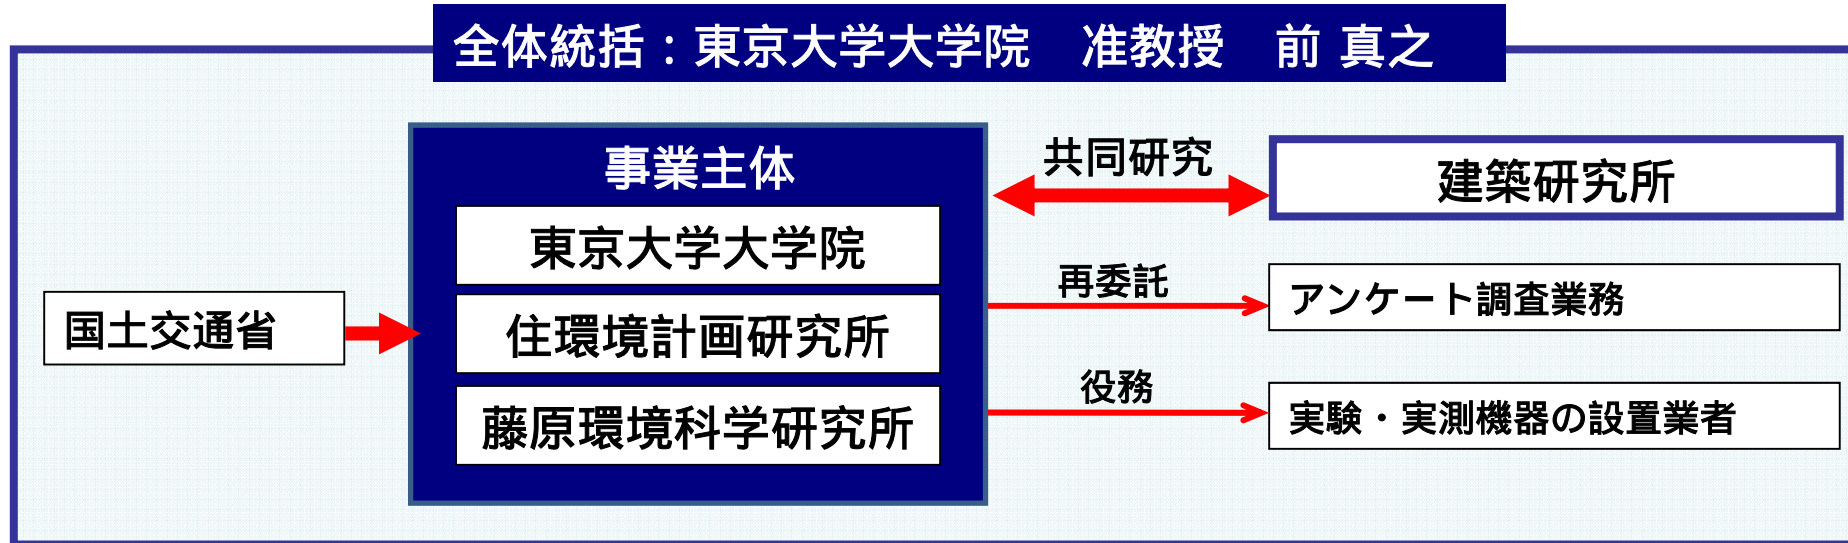 全体統括：東京大学大学院　准教授　前 真之
事業主体
東京大学大学院
住環境計画研究所
藤原環境科学研究所
国土交通省
共同研究
建築研究所
再委託
アンケート調査業務
役務
実験・実測機器の設置業者